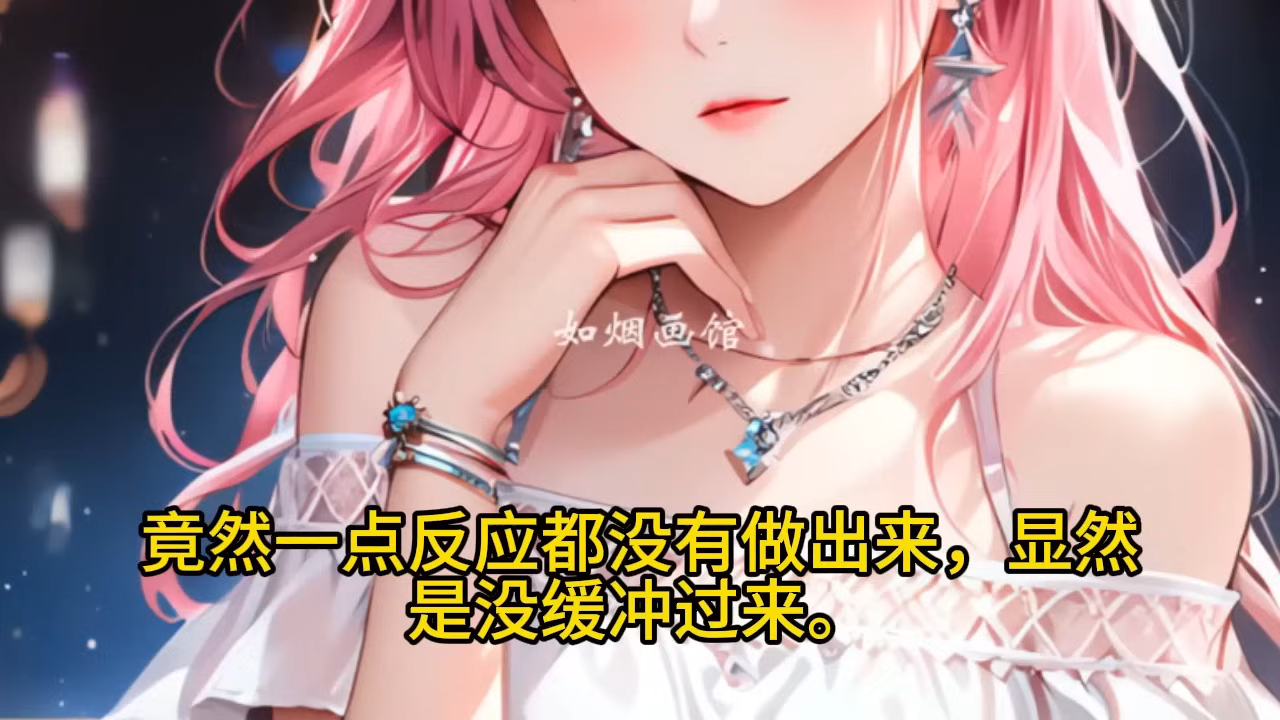 如烟画馆
竟然一点反应都没有做出来，显然
是没缓冲过来。